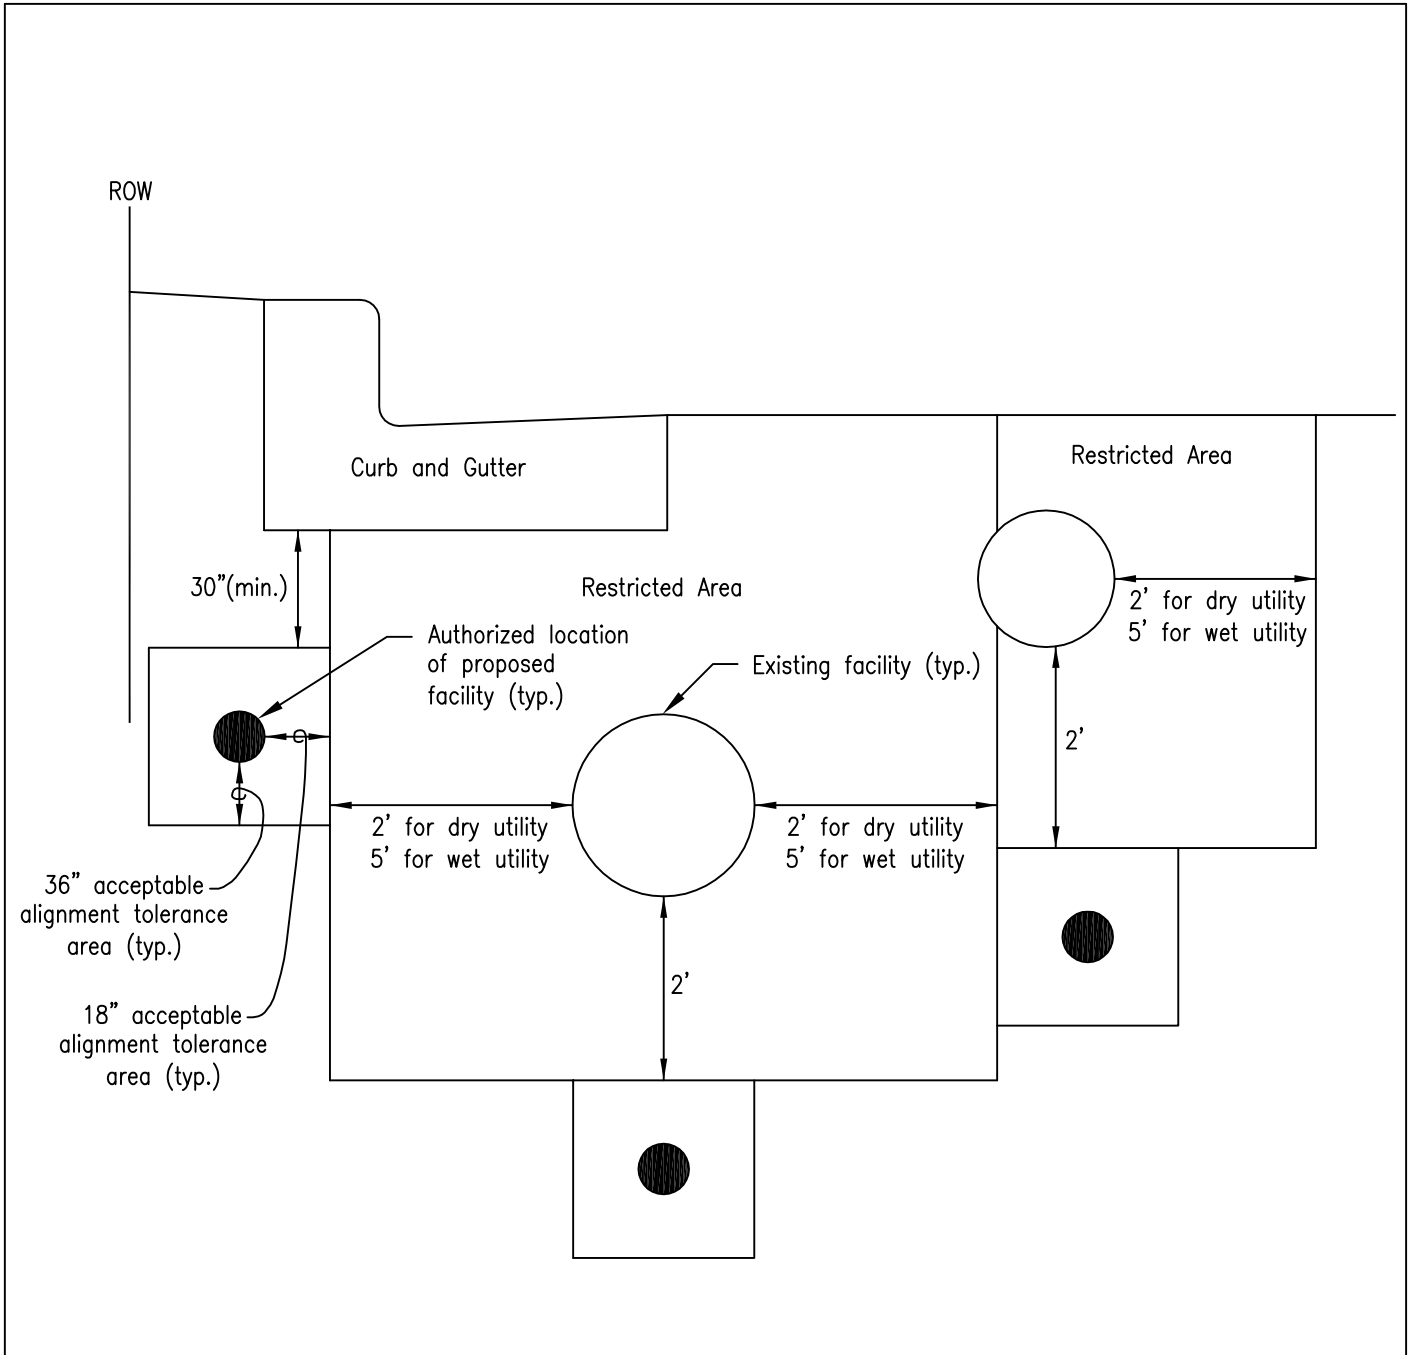 ROW
Curb and Gutter
Restricted Area
30"(min.)
Restricted Area
2' for dry utility
5' for wet utility
Authorized location
of proposed
facility (typ.)
Existing facility (typ.)
2'
2' for dry utility
5' for wet utility
2' for dry utility
5' for wet utility
36" acceptable
alignment tolerance
area (typ.)
2'
18" acceptable
alignment tolerance
area (typ.)